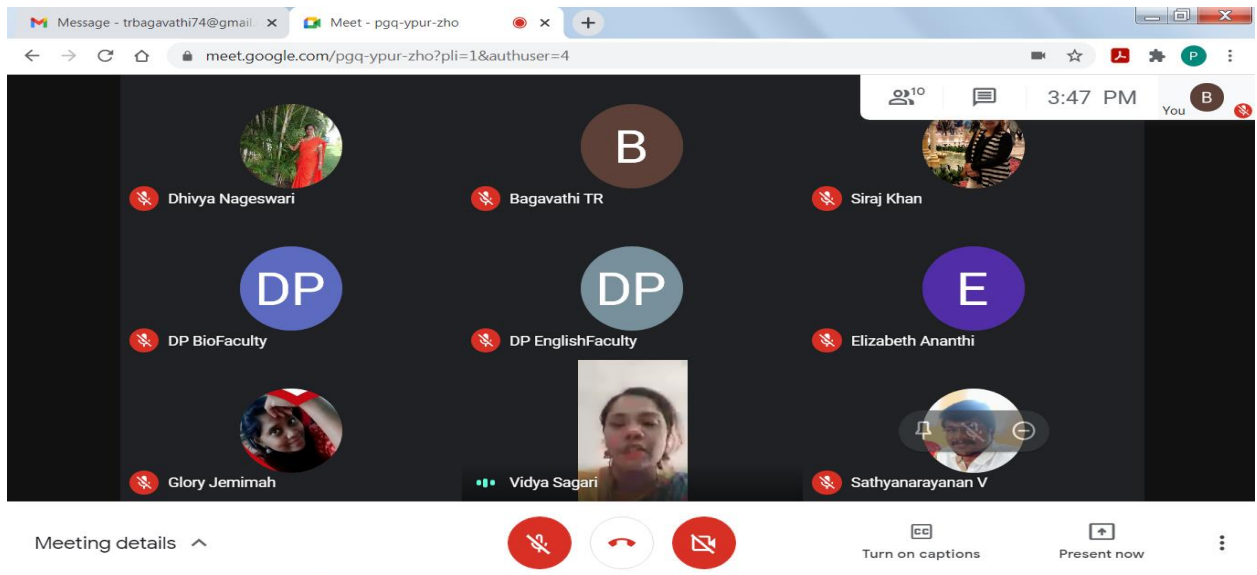 Message - trbagavathi74@gmail. Meet - pgq-ypur-zho
meet.google.com/pgq-ypur-zho?pli=1&authuser=4 P
10 3:47 PM You B
B
Dhivya Nageswari Bagavathi TR Siraj Khan
DP DP E
DP BioFaculty DP EnglishFaculty Elizabeth Ananthi
Glory Jemimah Vidya Sagari Sathyanarayanan V
Meeting details
CC
Turn on captions Present now